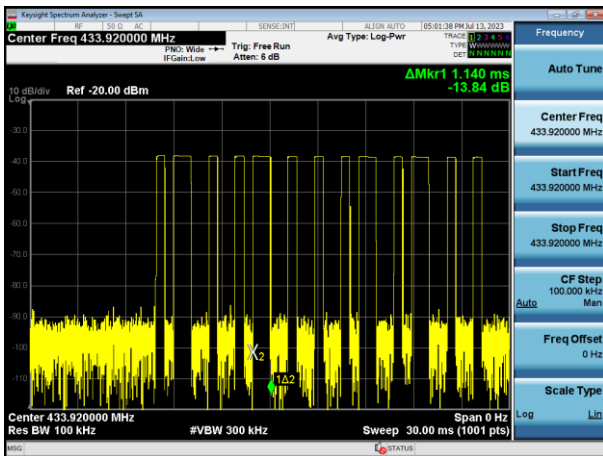 Keysight Spectrum Analyzer - Swept SA
RF 50 Ω AC SENSE:INT ALIGN AUTO 05:01:38 PM Jul 13, 2023
Center Freq 433.920000 MHz
PNO: Wide
IFGain:Low
Trig: Free Run
Atten: 6 dB
Avg Type: Log-Pwr
TRACE 1 2 3 4 5 6
TYPE WWWWWW
DET NNNNNN
ΔMkr1 1.140 ms
-13.84 dB
10 dB/div
Log
Ref -20.00 dBm
-30.0
-40.0
-50.0
-60.0
-70.0
-80.0
-90.0
-100
-110
X2
1Δ2
Center 433.920000 MHz
Span 0 Hz
Res BW 100 kHz
#VBW 300 kHz
Sweep 30.00 ms (1001 pts)
MSG
STATUS
Frequency
Auto Tune
Center Freq
433.920000 MHz
Start Freq
433.920000 MHz
Stop Freq
433.920000 MHz
CF Step
100.000 kHz
Auto Man
Freq Offset
0 Hz
Scale Type
Log Lin